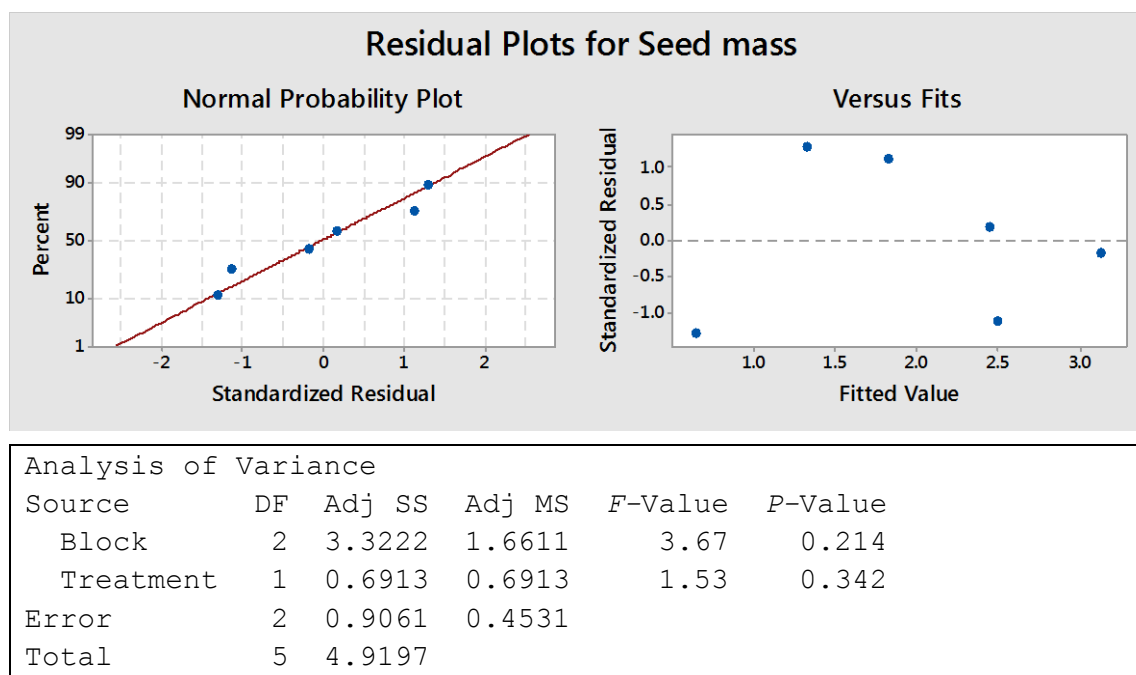 Residual Plots for Seed mass
Normal Probability Plot
Percent
99
90
50
10
1
-2 -1 0 1 2
Standardized Residual
Versus Fits
Standardized Residual
1.0
0.5
0.0
-0.5
-1.0
1.0 1.5 2.0 2.5 3.0
Fitted Value
Analysis of Variance
Source DF Adj SS Adj MS F-Value P-Value
Block 2 3.3222 1.6611 3.67 0.214
Treatment 1 0.6913 0.6913 1.53 0.342
Error 2 0.9061 0.4531
Total 5 4.9197